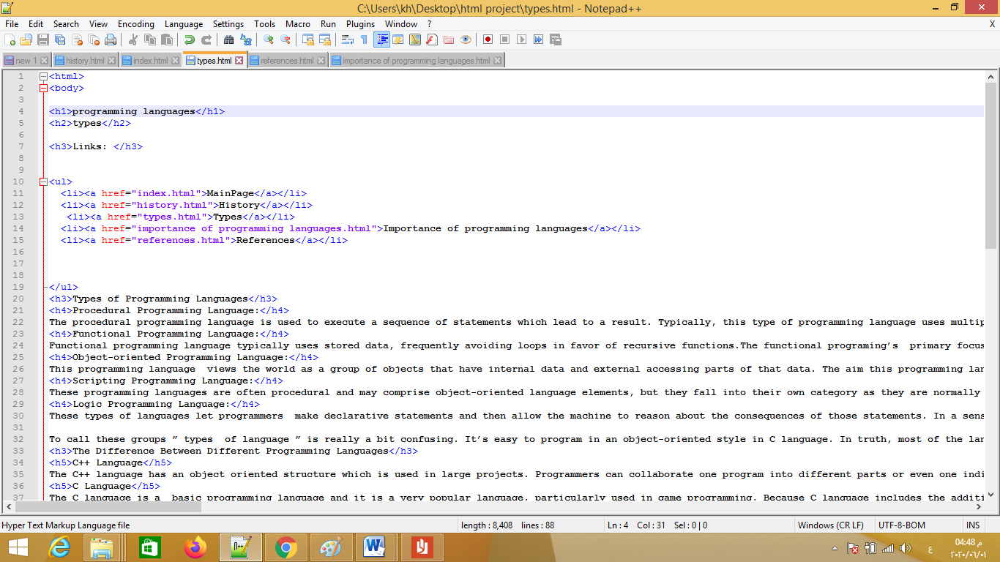 C:\Users\kh\Desktop\html project\types.html - Notepad++
File Edit Search View Encoding Language Settings Tools Macro Run Plugins Window ? X
new 1 history.html index.html types.html references.html importance of programming languages.html
1 <html>
2 <body>
3
4 <h1>programming languages</h1>
5 <h2>types</h2>
6
7 <h3>Links: </h3>
8
9
10 <ul>
11 <li><a href="index.html">MainPage</a></li>
12 <li><a href="history.html">History</a></li>
13 <li><a href="types.html">Types</a></li>
14 <li><a href="importance of programming languages.html">Importance of programming languages</a></li>
15 <li><a href="references.html">References</a></li>
16
17
18
19 </ul>
20 <h3>Types of Programming Languages</h3>
21 <h4>Procedural Programming Language:</h4>
22 The procedural programming language is used to execute a sequence of statements which lead to a result. Typically, this type of programming language uses multip
23 <h4>Functional Programming Language:</h4>
24 Functional programming language typically uses stored data, frequently avoiding loops in favor of recursive functions.The functional programing’s  primary focus
25 <h4>Object-oriented Programming Language:</h4>
26 This programming language  views the world as a group of objects that have internal data and external accessing parts of that data. The aim this programming lar
27 <h4>Scripting Programming Language:</h4>
28 These programming languages are often procedural and may comprise object-oriented language elements, but they fall into their own category as they are normally
29 <h4>Logic Programming Language:</h4>
30 These types of languages let programmers  make declarative statements and then allow the machine to reason about the consequences of those statements. In a sens
31
32 To call these groups ” types  of language ” is really a bit confusing. It’s easy to program in an object-oriented style in C language. In truth, most of the lar
33 <h3>The Difference Between Different Programming Languages</h3>
34 <h5>C++ Language</h5>
35 The C++ language has an object oriented structure which is used in large projects. Programmers can collaborate one program into different parts or even one indi
36 <h5>C Language</h5>
37 The C language is a  basic programming language and it is a very popular language, particularly used in game programming. Because C language includes the additi
Hyper Text Markup Language file length : 8,408 lines : 88 Ln : 4 Col : 31 Sel : 0 | 0 Windows (CR LF) UTF-8-BOM INS
ع 04:48 م
٢٠٢٠/٠٦/٠١